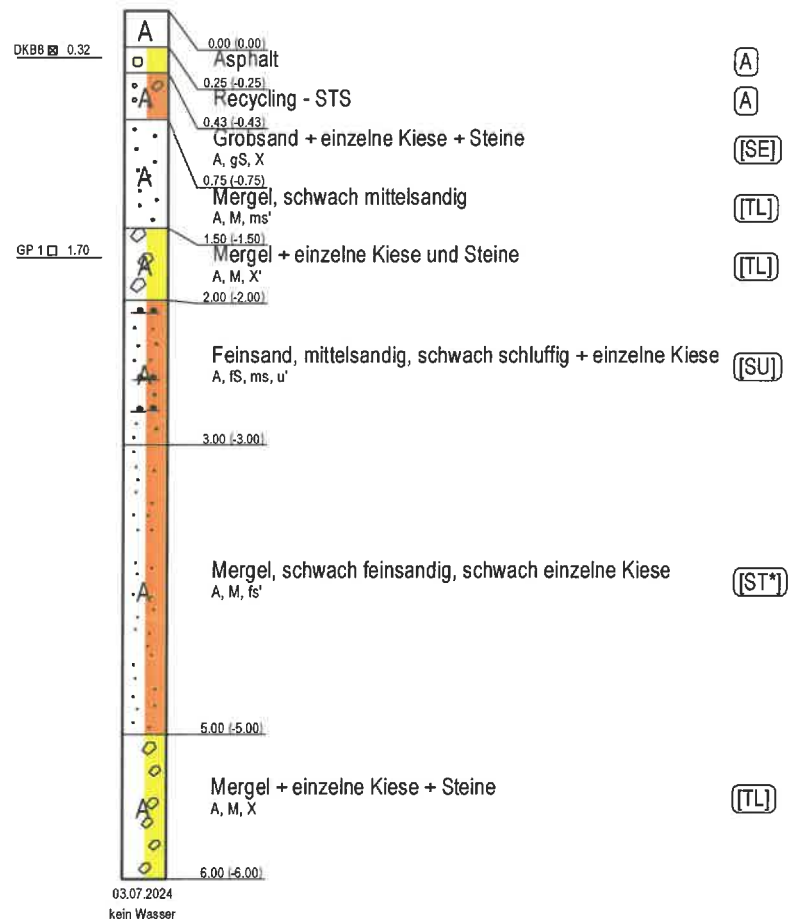 A
0.00 (0.00)
DKB8 0.32
Asphalt
A
0.25 (-0.25)
A
Recycling - STS
A
0.43 (-0.43)
Grobsand + einzelne Kiese + Steine
[SE]
A, gS, X
A
0.75 (-0.75)
Mergel, schwach mittelsandig
[TL]
A, M, ms'
1.50 (-1.50)
GP 1 1.70
A
Mergel + einzelne Kiese und Steine
[TL]
A, M, X'
2.00 (-2.00)
A
Feinsand, mittelsandig, schwach schluffig + einzelne Kiese
[SU]
A, fS, ms, u'
3.00 (-3.00)
A
Mergel, schwach feinsandig, schwach einzelne Kiese
[ST*]
A, M, fs'
5.00 (-5.00)
A
Mergel + einzelne Kiese + Steine
[TL]
A, M, X
6.00 (-6.00)
03.07.2024
kein Wasser